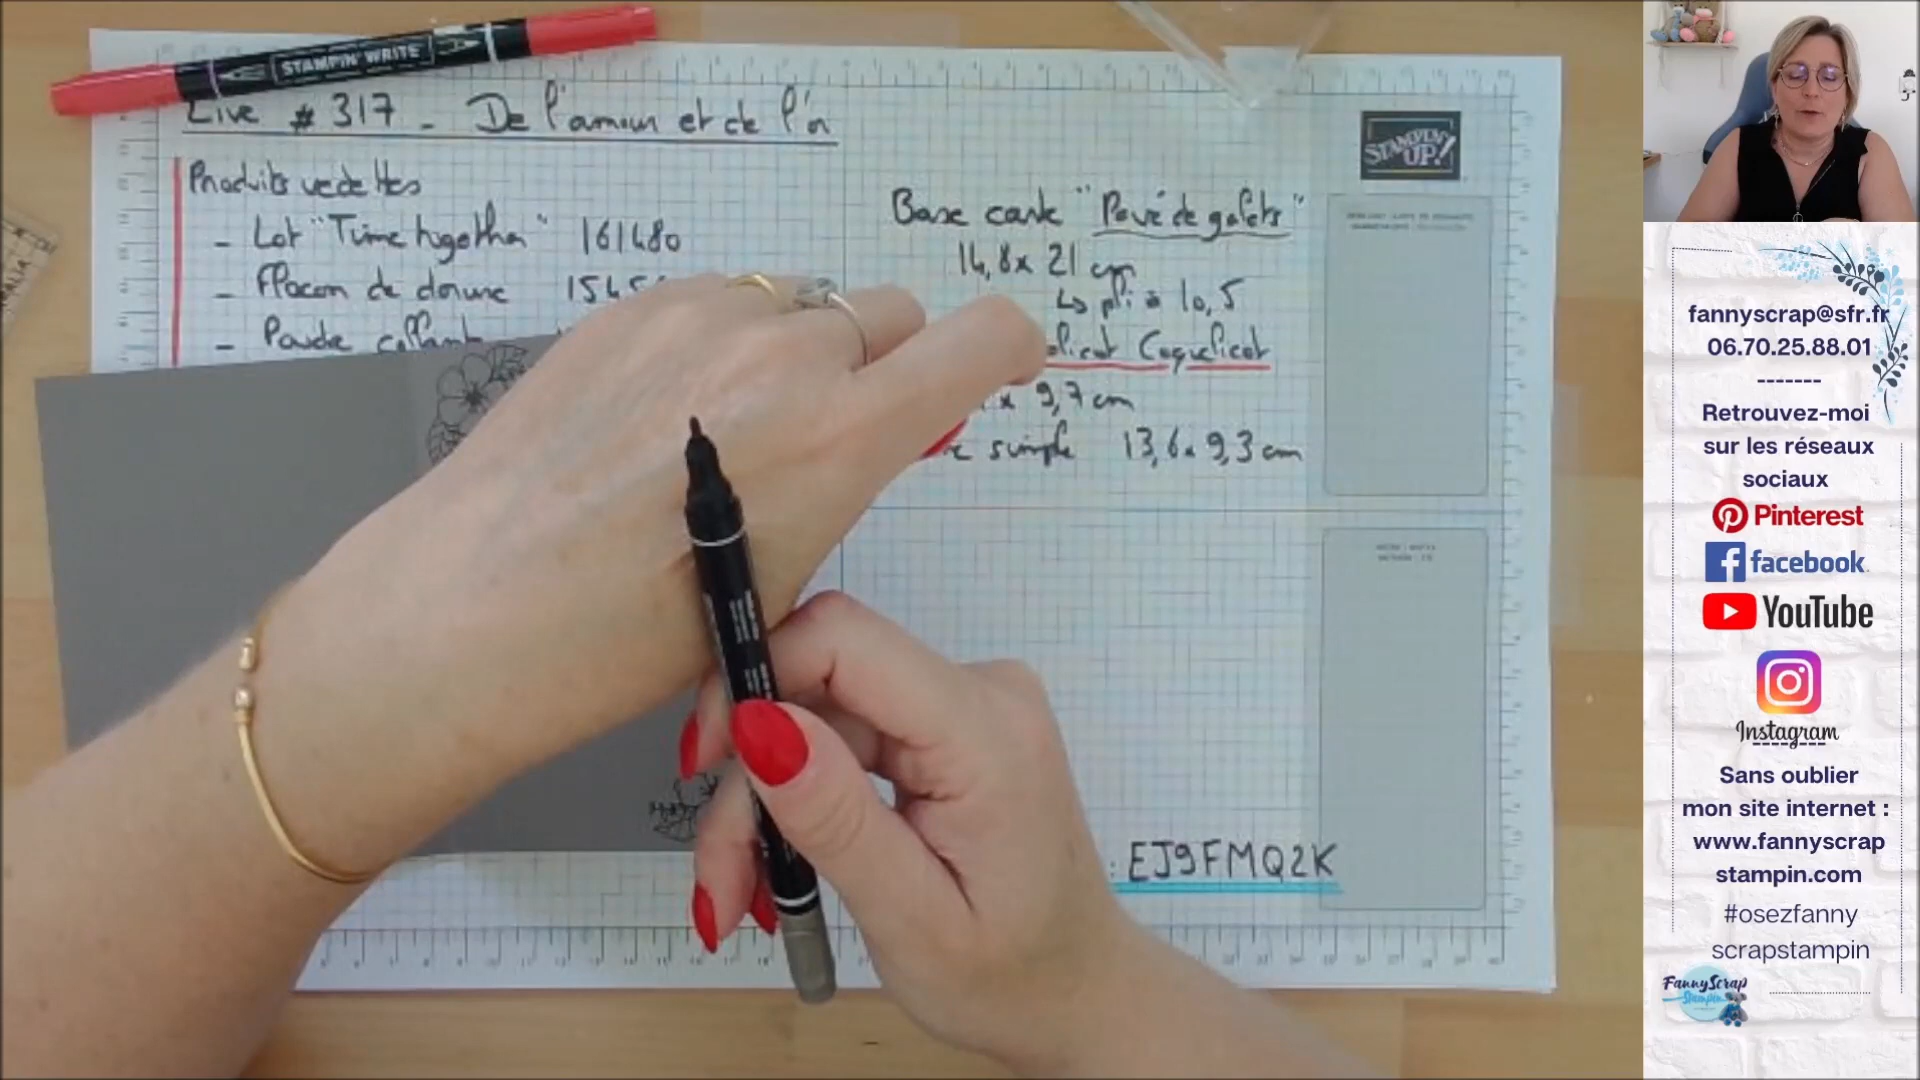 STAMPIN' WRITE
Live # 317 - De l'amour et de l'or
Produits vedettes
- Lot "Time together" 161480
- Flacon de dorure
- Poudre collante
Base carte "Pavé de galets"
14,8 x 21 cm
↳ pli à 10,5
Coquelicot
x 9,7 cm
simple 13,6 x 9,3 cm
: EJ9FMQ2K
STAMPIN' UP!
fannyscrap@sfr.fr
06.70.25.88.01
-------
Retrouvez-moi
sur les réseaux
sociaux
Pinterest
facebook
YouTube
Instagram
-------
Sans oublier
mon site internet :
www.fannyscrap
stampin.com
#osezfanny
scrapstampin
FannyScrap
Stampin